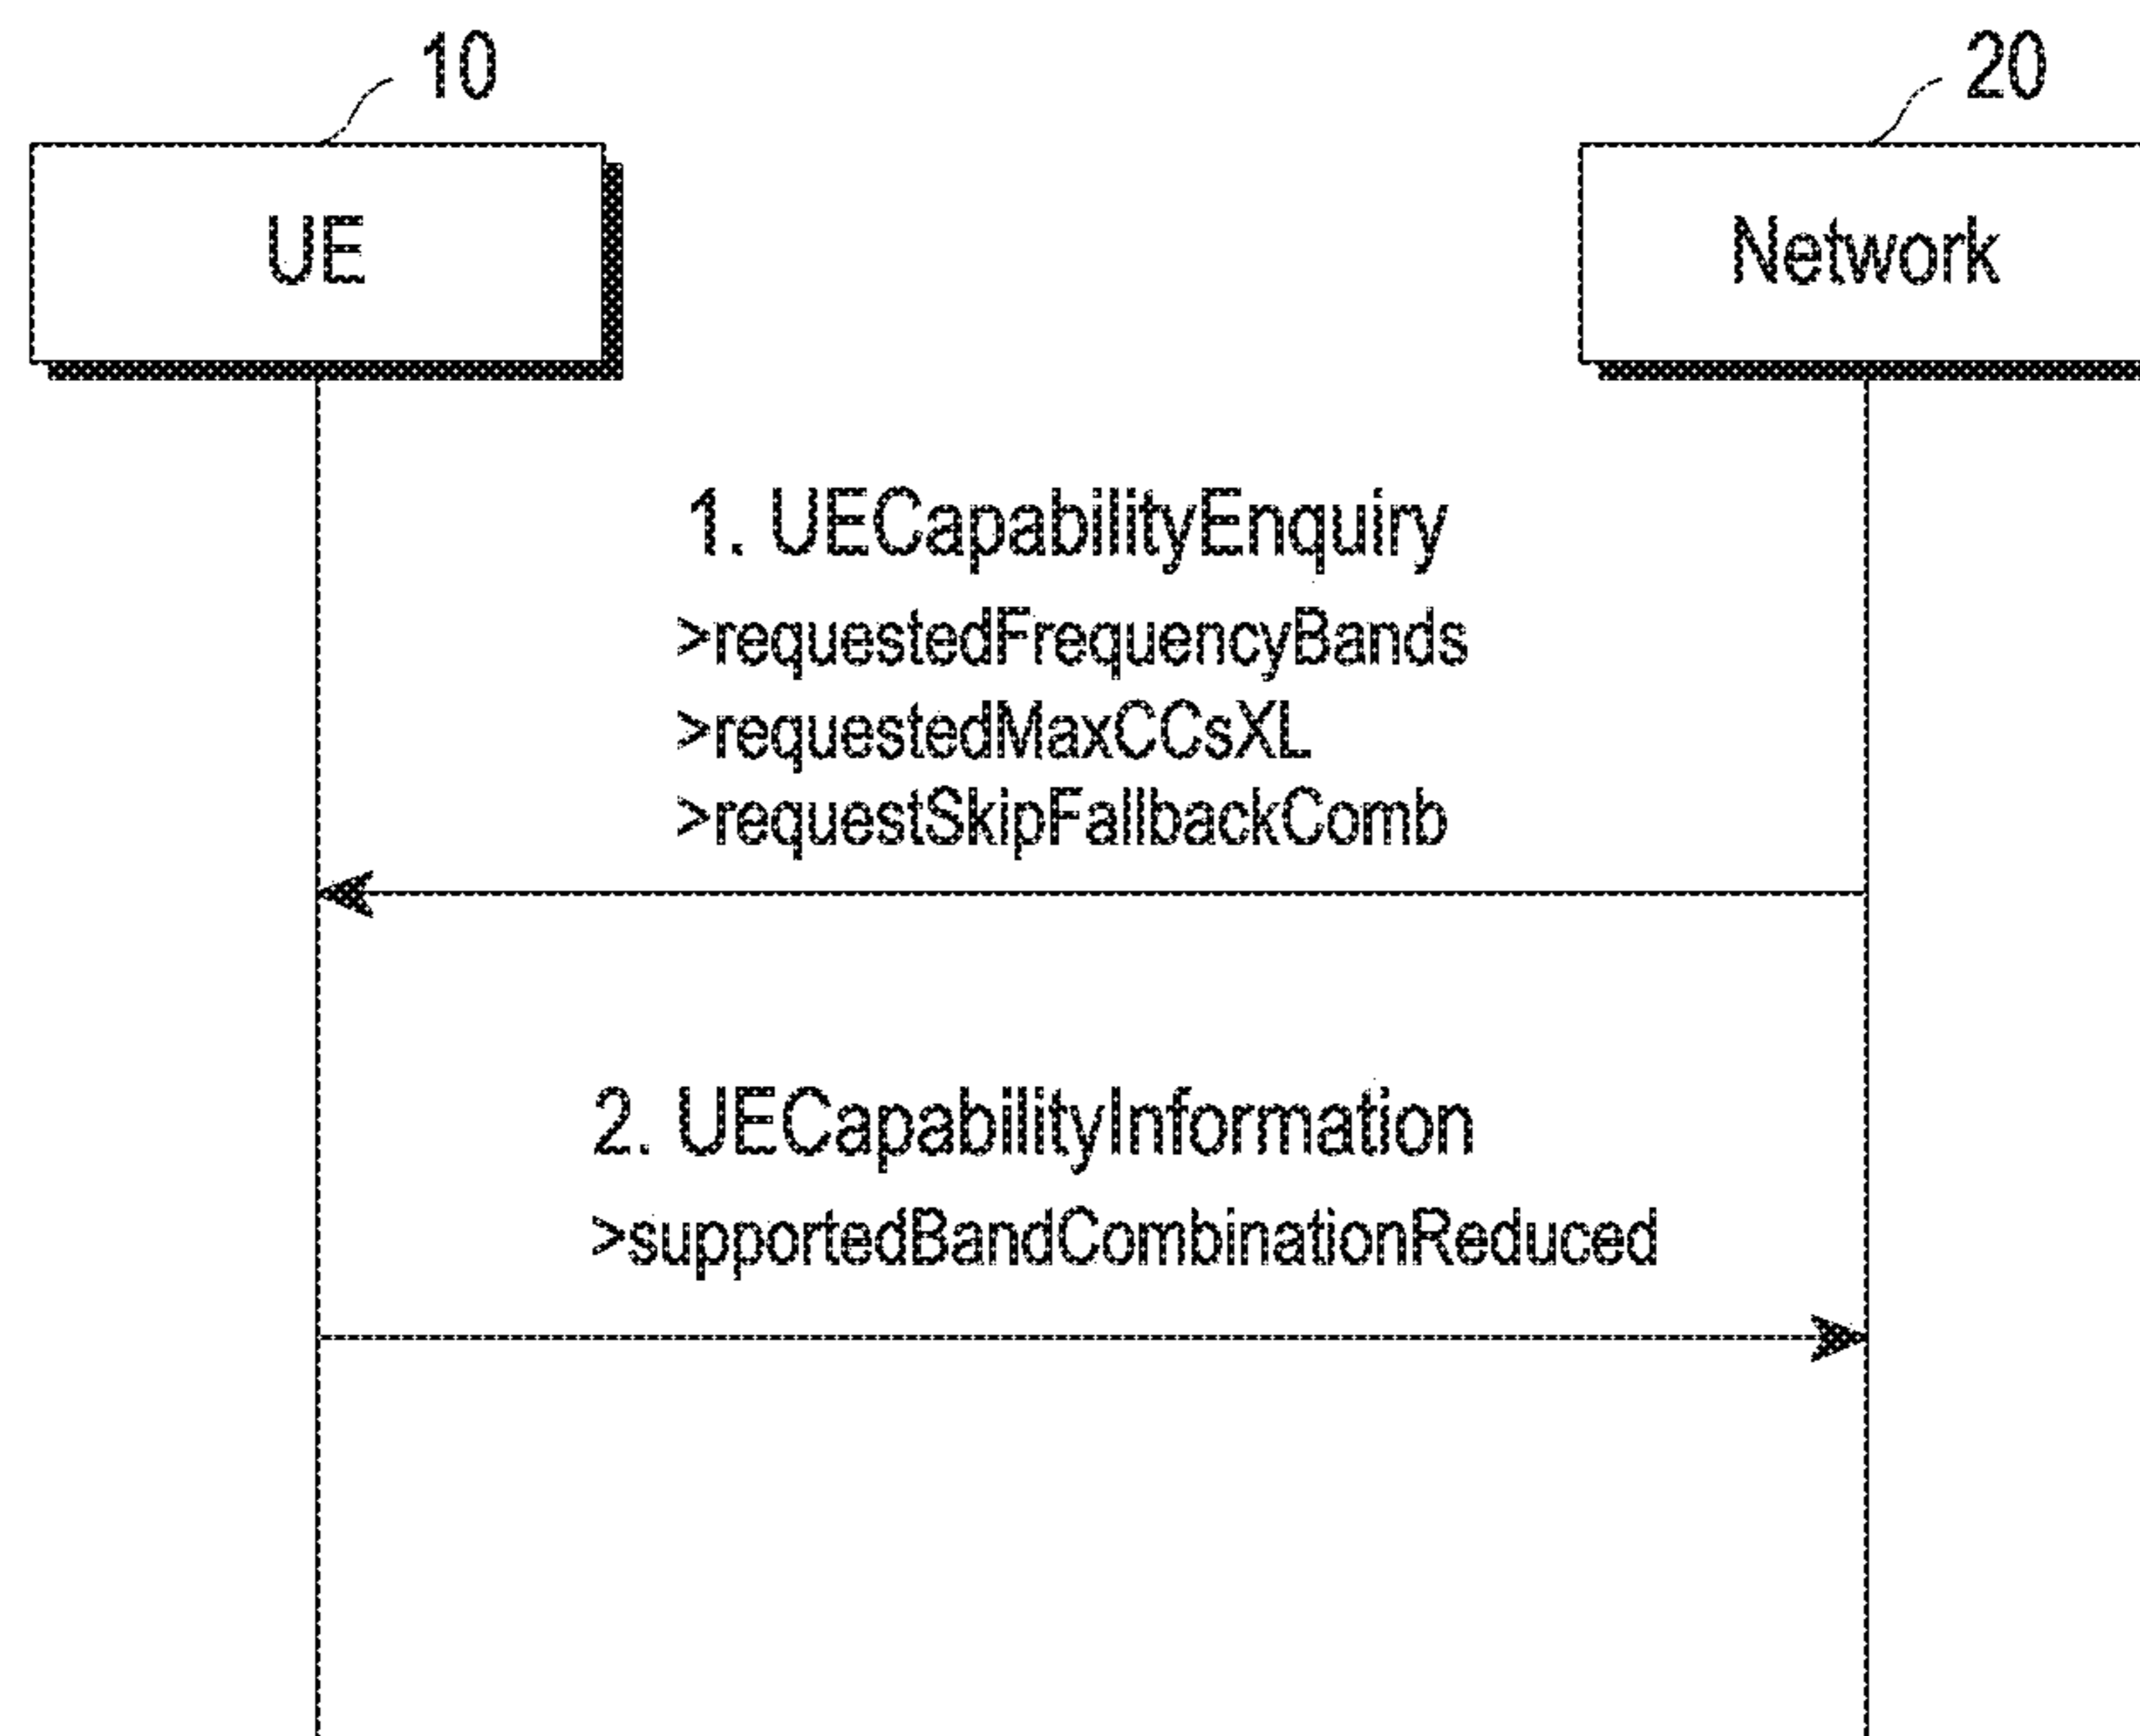 10
20
UE
Network
1. UECapabilityEnquiry
>requestedFrequencyBands
>requestedMaxCCsXL
>requestSkipFallbackComb
2. UECapabilityInformation
>supportedBandCombinationReduced